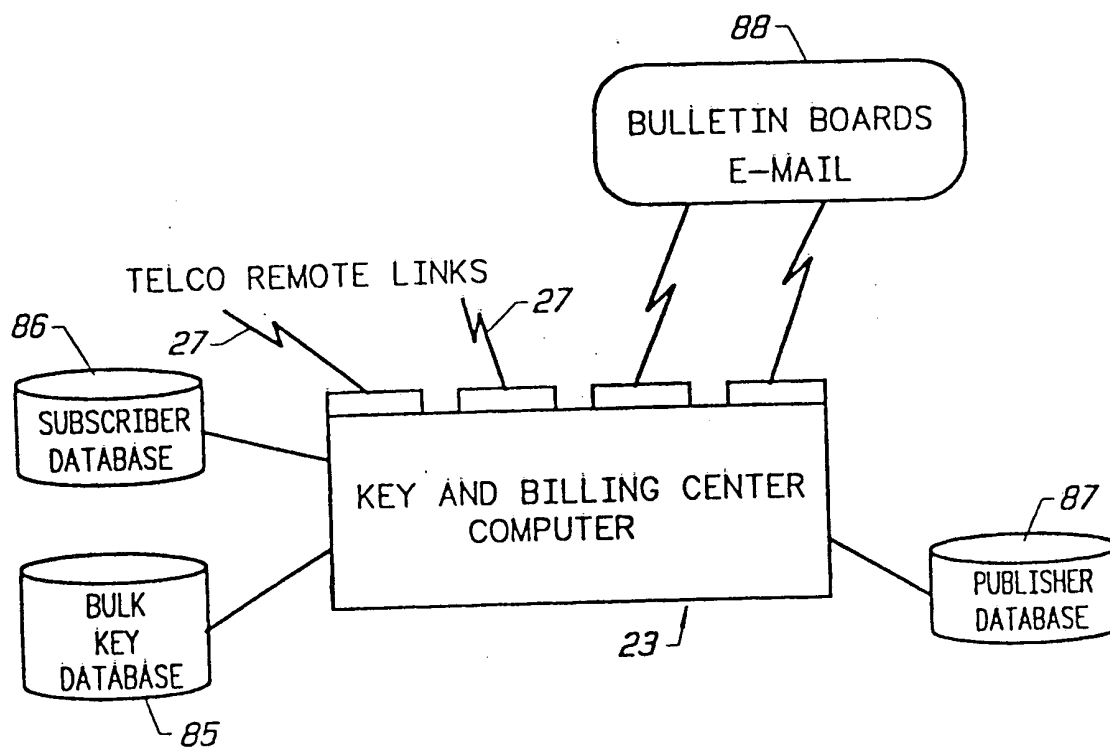 88
BULLETIN BOARDS
E-MAIL
TELCO REMOTE LINKS
27
27
86
SUBSCRIBER
DATABASE
KEY AND BILLING CENTER
COMPUTER
87
PUBLISHER
DATABASE
BULK
KEY
DATABASE
23
85